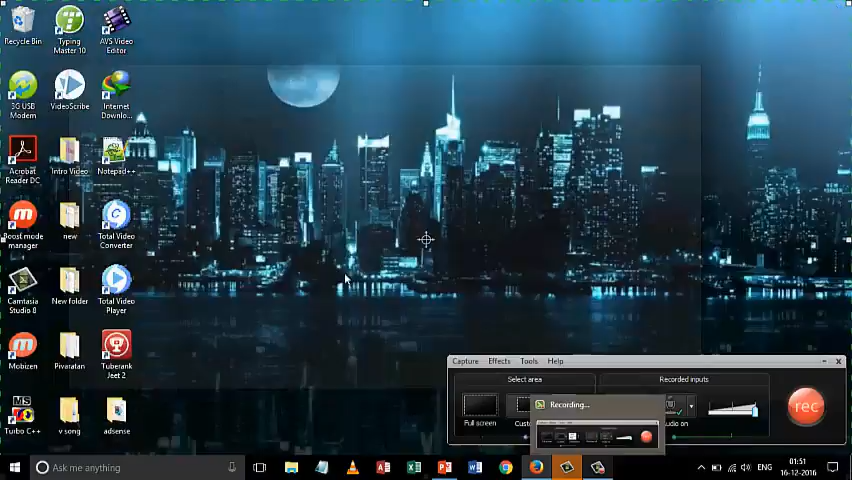 Recycle Bin
Typing
Master 10
AVS Video
Editor
3G USB
Modem
VideoScribe
Internet
Downlo...
Acrobat
Reader DC
Intro Video
Notepad++
Boost mode
manager
new
Total Video
Converter
Camtasia
Studio 8
New folder
Total Video
Player
Mobizen
Pivaratan
Tuberank
Jeet 2
MS
Turbo C++
v song
adsense
Capture Effects Tools Help
Select area
Recorded inputs
Full screen
Custo
Audio on
rec
Recording...
Ask me anything
ENG
01:51
16-12-2016